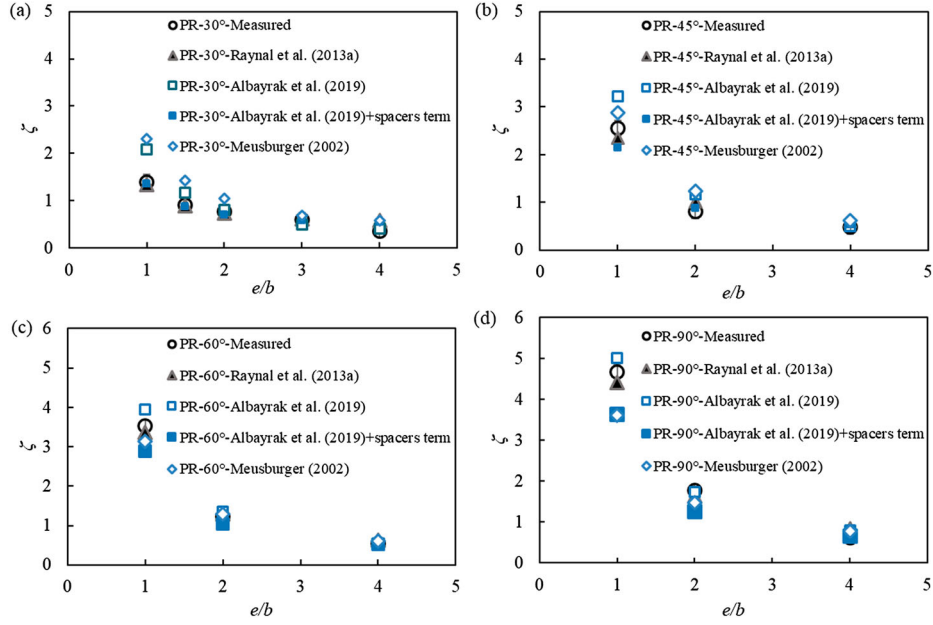 (a)
5
4
3
2
1
0
ζ
PR-30°-Measured
PR-30°-Raynal et al. (2013a)
PR-30°-Albayrak et al. (2019)
PR-30°-Albayrak et al. (2019)+spacers term
PR-30°-Meusburger (2002)
0 1 2 3 4 5
e/b
(b)
5
4
3
2
1
0
ζ
PR-45°-Measured
PR-45°-Raynal et al. (2013a)
PR-45°-Albayrak et al. (2019)
PR-45°-Albayrak et al. (2019)+spacers term
PR-45°-Meusburger (2002)
0 1 2 3 4 5
e/b
(c)
6
5
4
3
2
1
0
ζ
PR-60°-Measured
PR-60°-Raynal et al. (2013a)
PR-60°-Albayrak et al. (2019)
PR-60°-Albayrak et al. (2019)+spacers term
PR-60°-Meusburger (2002)
0 1 2 3 4 5
e/b
(d)
6
5
4
3
2
1
0
ζ
PR-90°-Measured
PR-90°-Raynal et al. (2013a)
PR-90°-Albayrak et al. (2019)
PR-90°-Albayrak et al. (2019)+spacers term
PR-90°-Meusburger (2002)
0 1 2 3 4 5
e/b